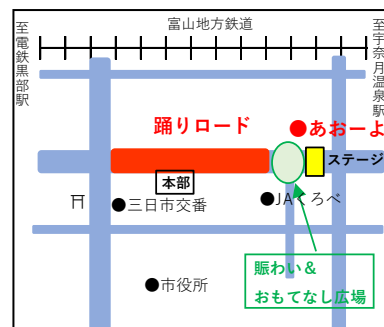 富山地方鉄道
至電鉄黒部駅
至宇奈月温泉駅
踊りロード
●あおーよ
ステージ
本部
●三日市交番
●JAくろべ
●市役所
賑わい&
おもてなし広場